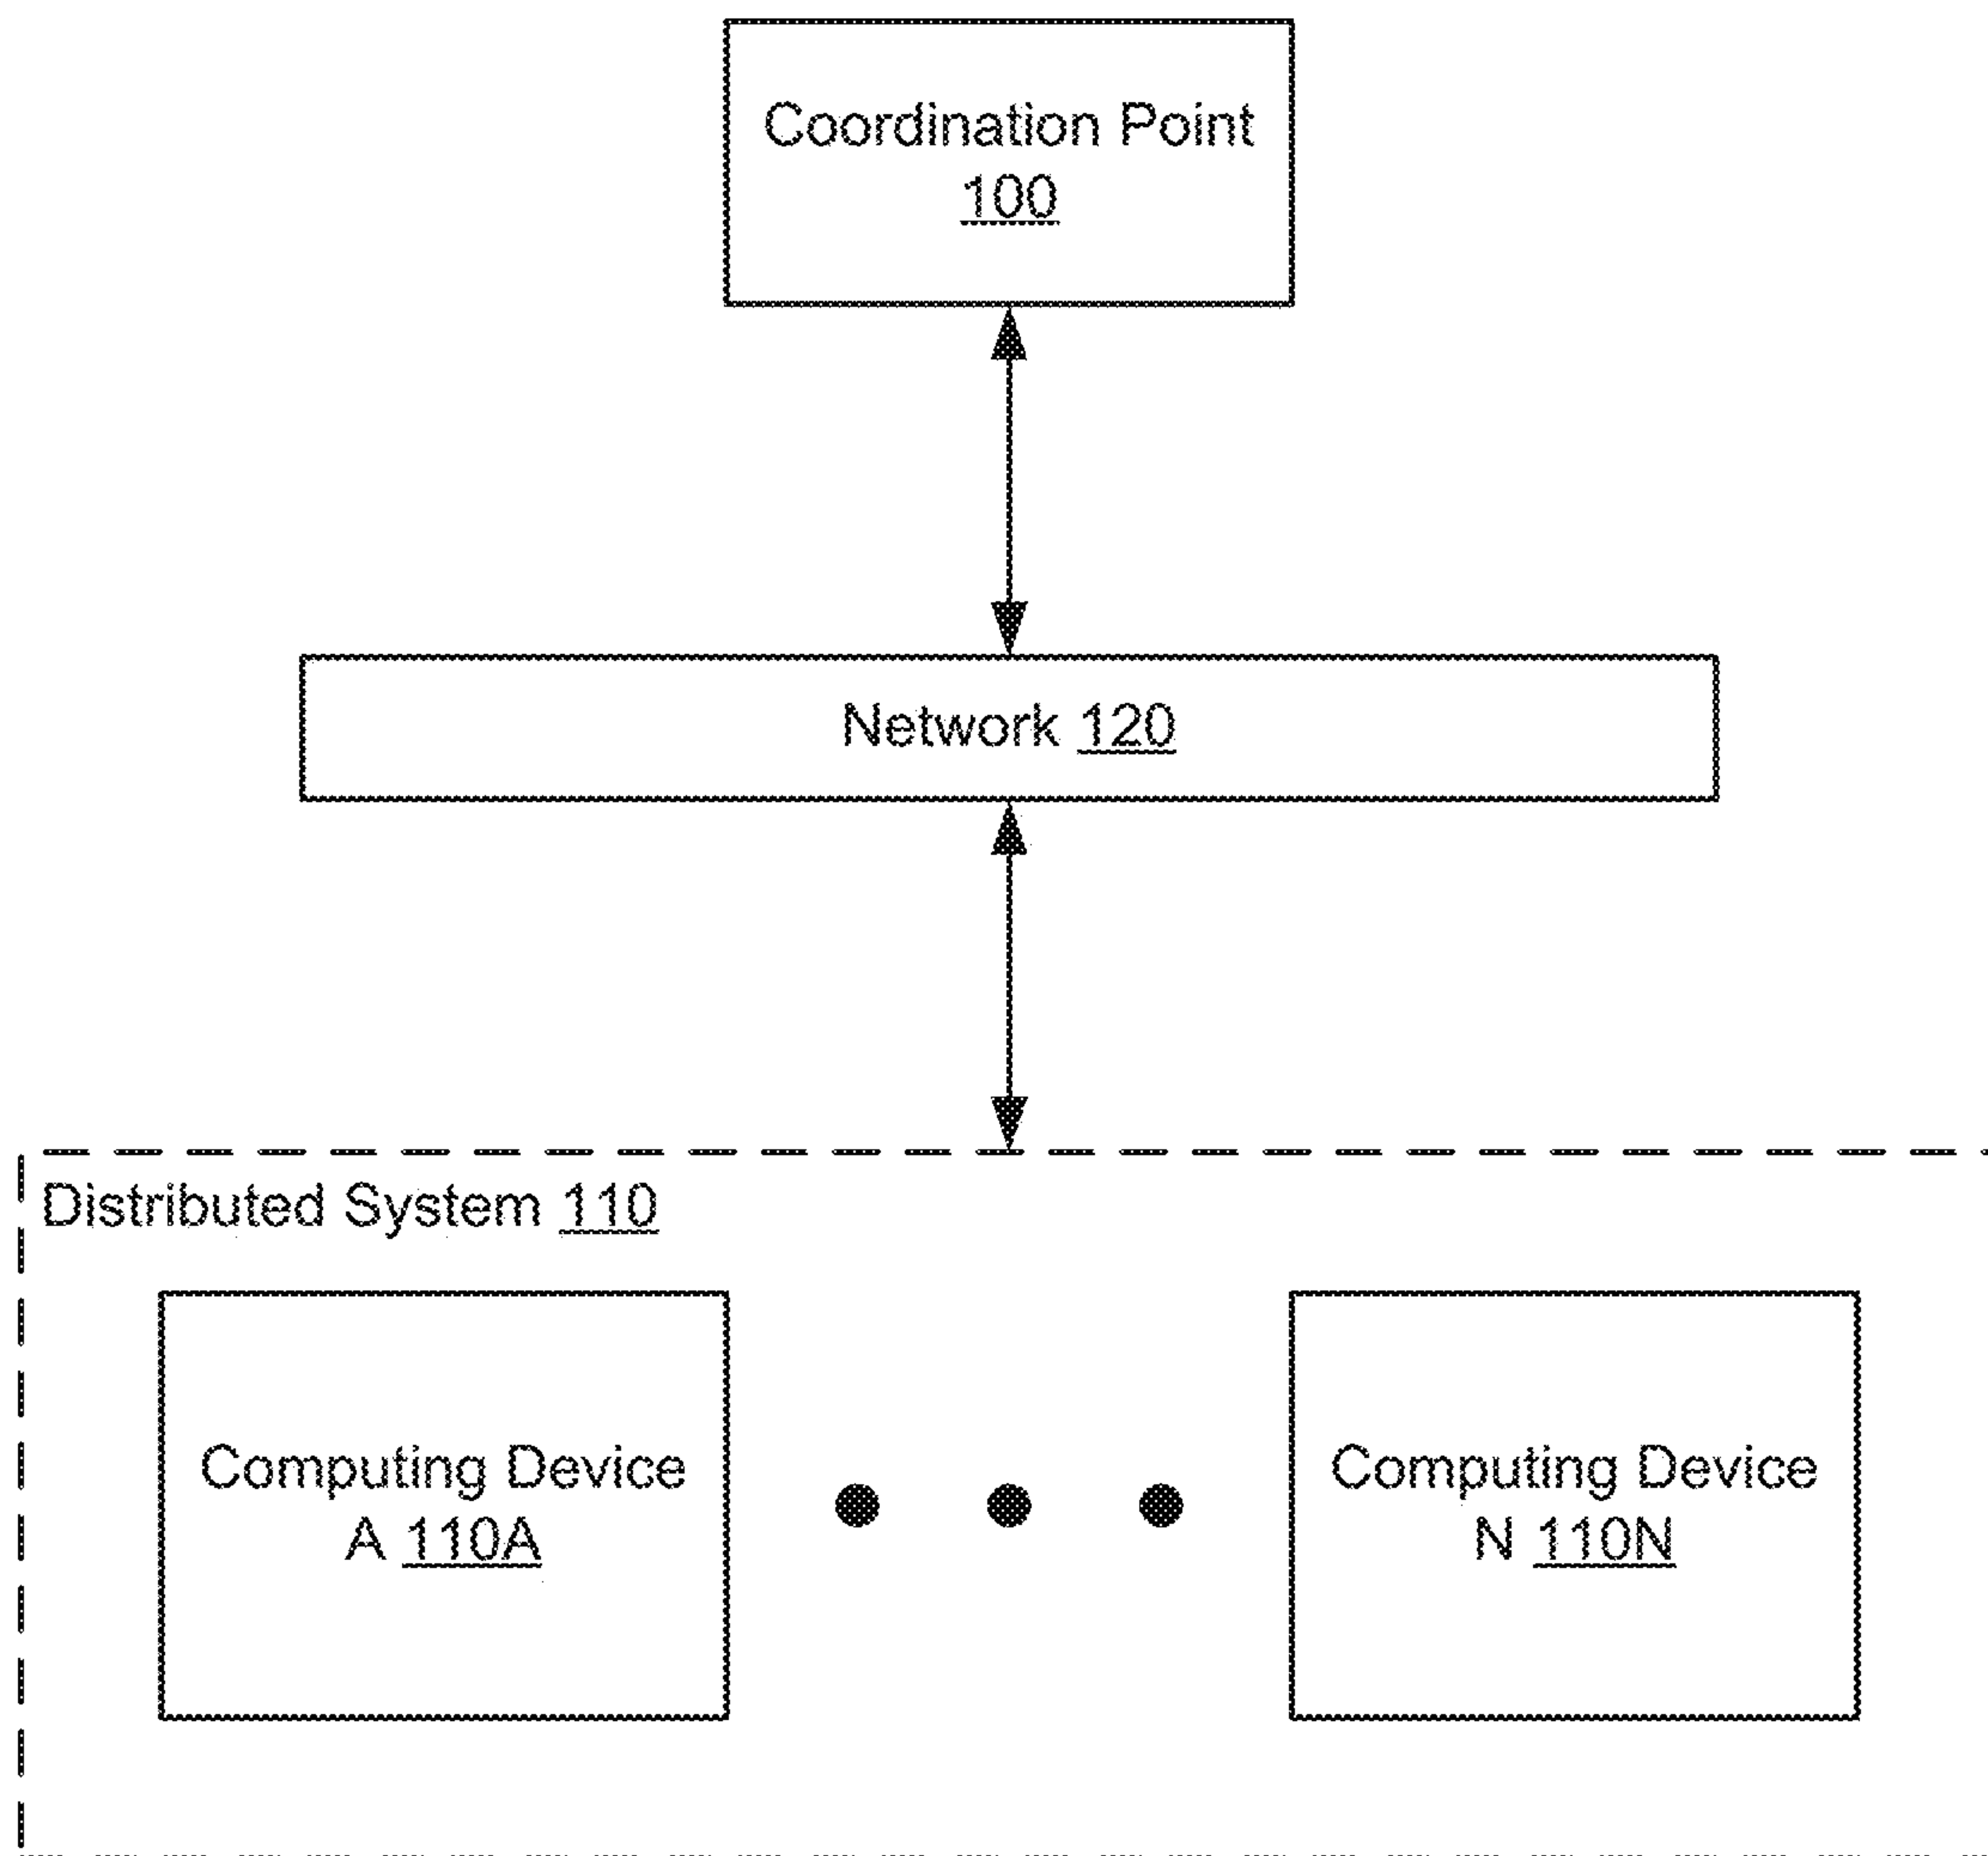 Coordination Point
100
Network 120
Distributed System 110
Computing Device
A 110A
Computing Device
N 110N